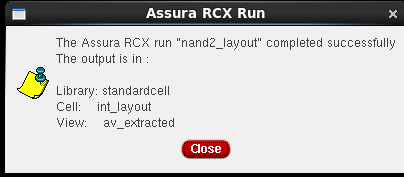 Assura RCX Run
The Assura RCX run "nand2_layout" completed successfully
The output is in :
Library: standardcell
Cell: int_layout
View: av_extracted
Close